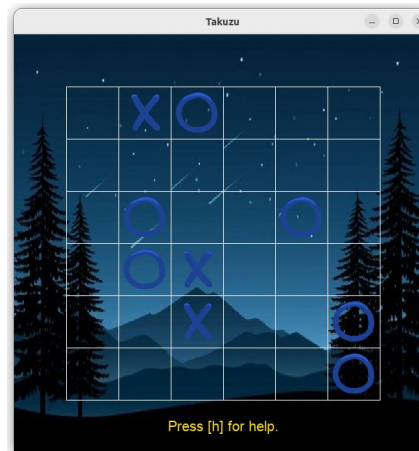 Takuzu
X O
O O
O X
X O
O
Press [h] for help.